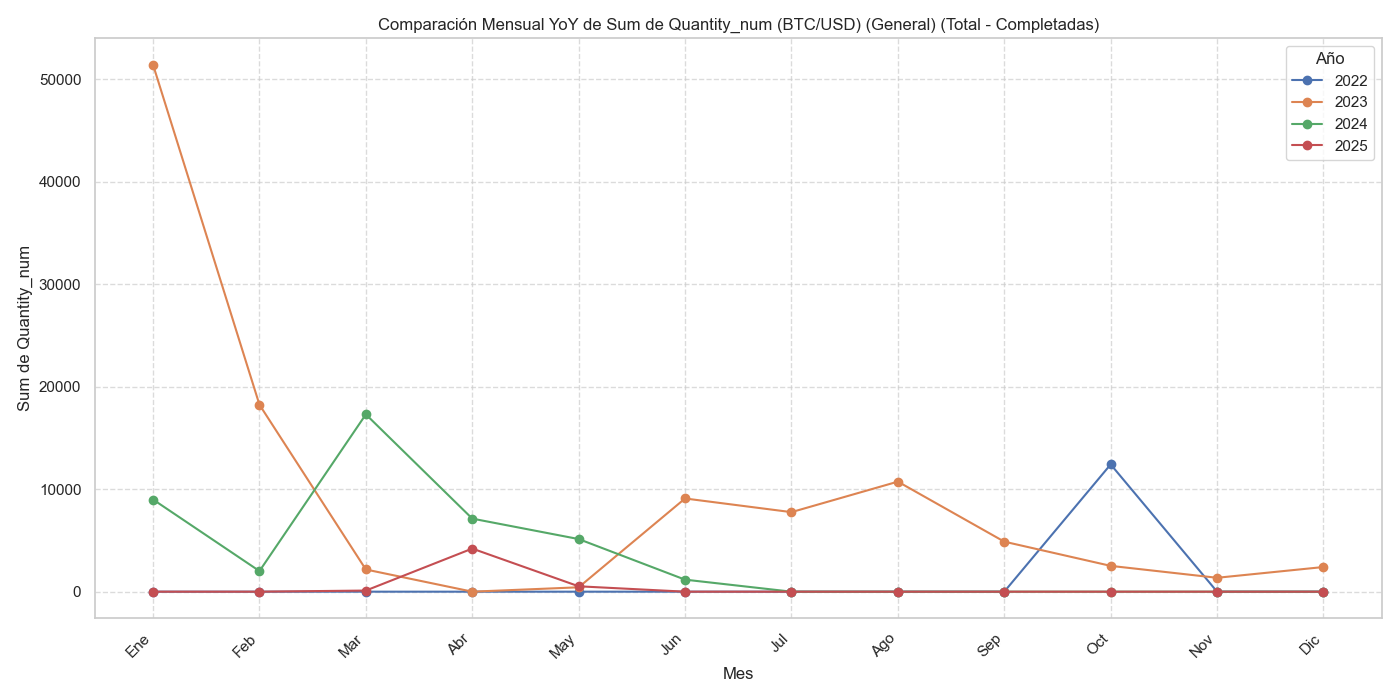 Comparación Mensual YoY de Sum de Quantity_num (BTC/USD) (General) (Total - Completadas)
Año
2022
2023
2024
2025
Sum de Quantity_num
50000
40000
30000
20000
10000
0
Ene
Feb
Mar
Abr
May
Jun
Jul
Ago
Sep
Oct
Nov
Dic
Mes